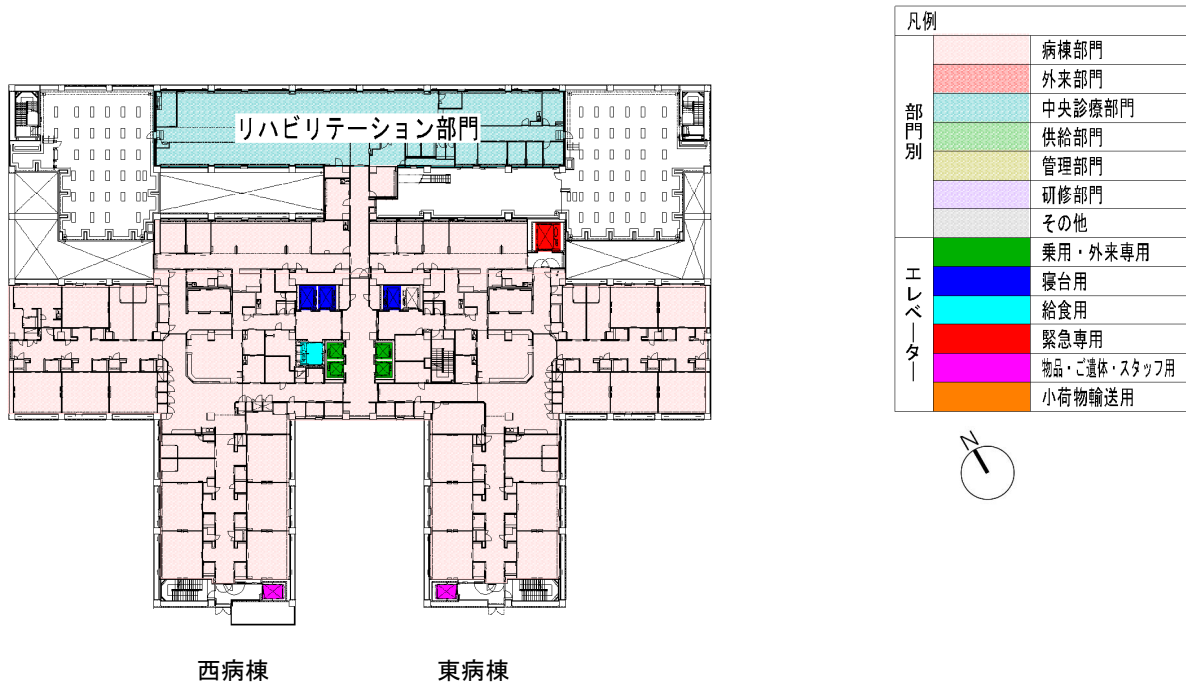 凡例
部門別
病棟部門
外来部門
中央診療部門
供給部門
管理部門
研修部門
その他
エレベーター
乗用・外来専用
寝台用
給食用
緊急専用
物品・ご遺体・スタッフ用
小荷物輸送用
リハビリテーション部門
N
西病棟
東病棟